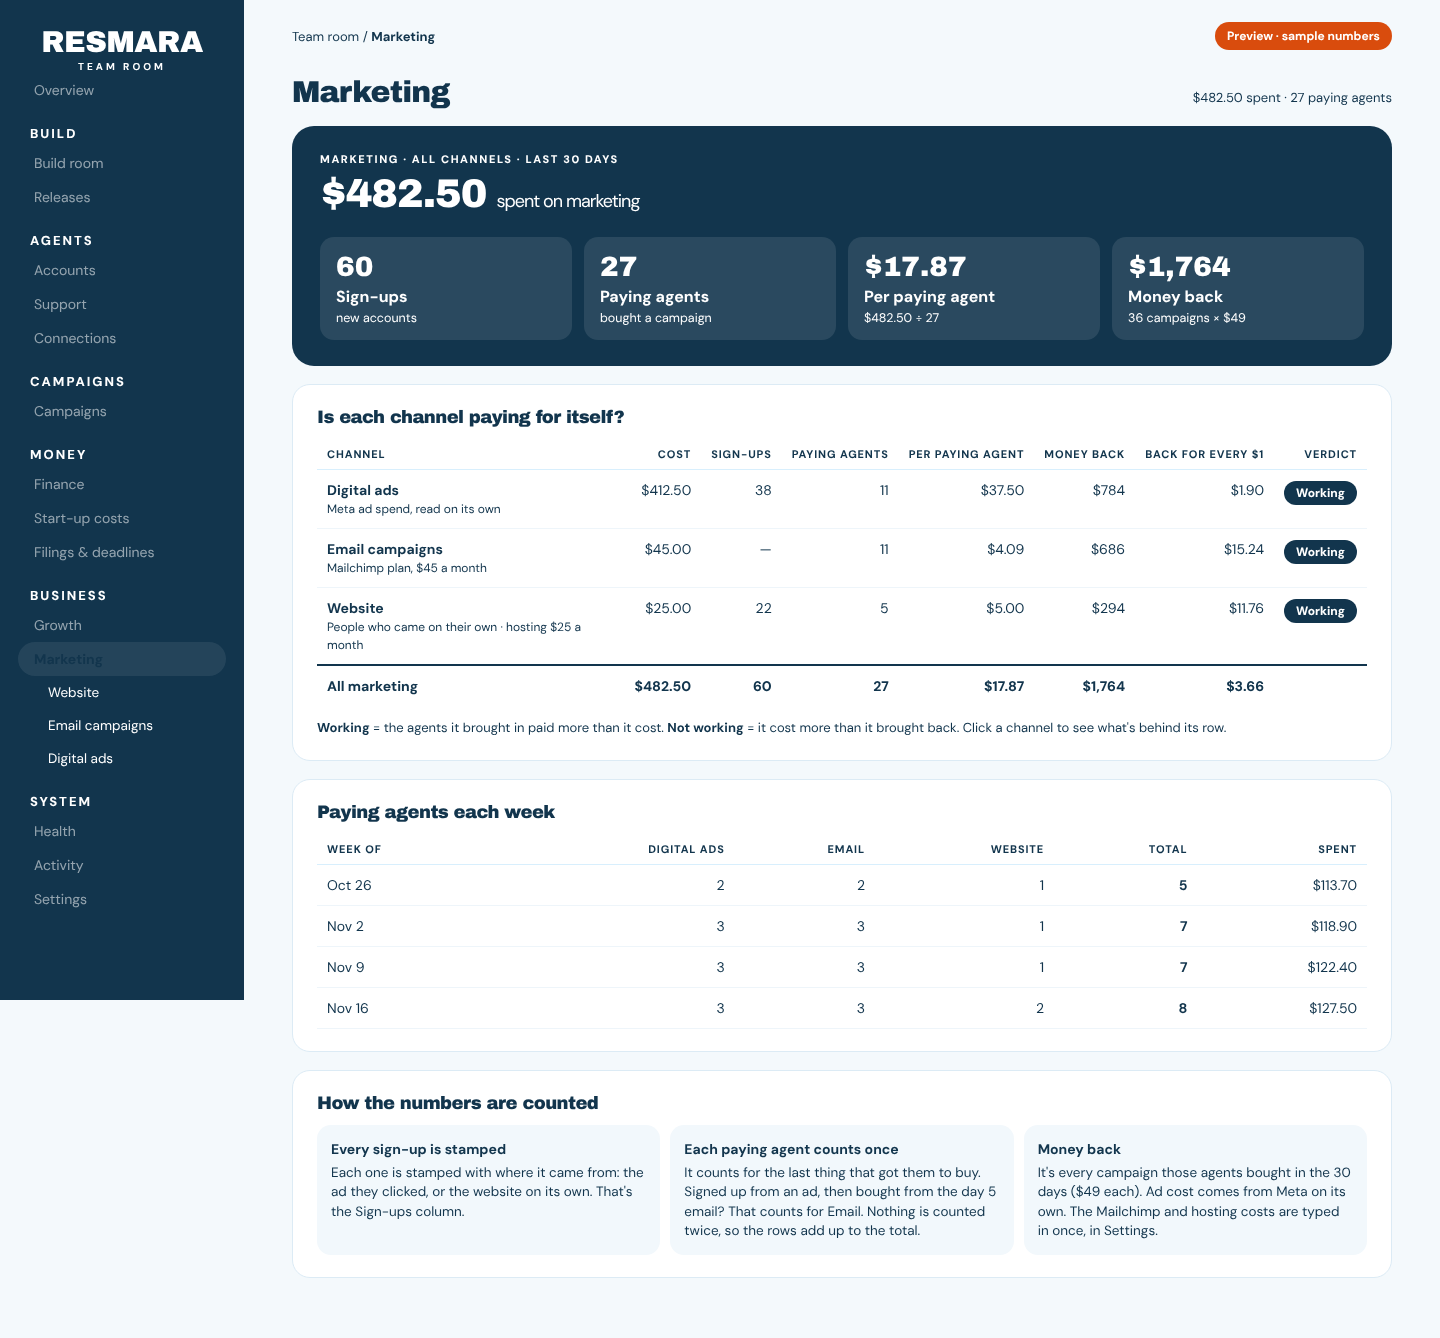 RESMARA
TEAM ROOM
Overview
BUILD
Build room
Releases
AGENTS
Accounts
Support
Connections
CAMPAIGNS
Campaigns
MONEY
Finance
Start-up costs
Filings & deadlines
BUSINESS
Growth
Marketing
Website
Email campaigns
Digital ads
SYSTEM
Health
Activity
Settings
Team room / Marketing
Preview · sample numbers
Marketing
$482.50 spent · 27 paying agents
MARKETING · ALL CHANNELS · LAST 30 DAYS
$482.50 spent on marketing
60
Sign-ups
new accounts
27
Paying agents
bought a campaign
$17.87
Per paying agent
$482.50 ÷ 27
$1,764
Money back
36 campaigns × $49
Is each channel paying for itself?
CHANNEL COST SIGN-UPS PAYING AGENTS PER PAYING AGENT MONEY BACK BACK FOR EVERY $1 VERDICT
Digital ads $412.50 38 11 $37.50 $784 $1.90 Working
Meta ad spend, read on its own
Email campaigns $45.00 — 11 $4.09 $686 $15.24 Working
Mailchimp plan, $45 a month
Website $25.00 22 5 $5.00 $294 $11.76 Working
People who came on their own · hosting $25 a
month
All marketing $482.50 60 27 $17.87 $1,764 $3.66
Working = the agents it brought in paid more than it cost. Not working = it cost more than it brought back. Click a channel to see what's behind its row.
Paying agents each week
WEEK OF DIGITAL ADS EMAIL WEBSITE TOTAL SPENT
Oct 26 2 2 1 5 $113.70
Nov 2 3 3 1 7 $118.90
Nov 9 3 3 1 7 $122.40
Nov 16 3 3 2 8 $127.50
How the numbers are counted
Every sign-up is stamped
Each one is stamped with where it came from: the
ad they clicked, or the website on its own. That's
the Sign-ups column.
Each paying agent counts once
It counts for the last thing that got them to buy.
Signed up from an ad, then bought from the day 5
email? That counts for Email. Nothing is counted
twice, so the rows add up to the total.
Money back
It's every campaign those agents bought in the 30
days ($49 each). Ad cost comes from Meta on its
own. The Mailchimp and hosting costs are typed
in once, in Settings.